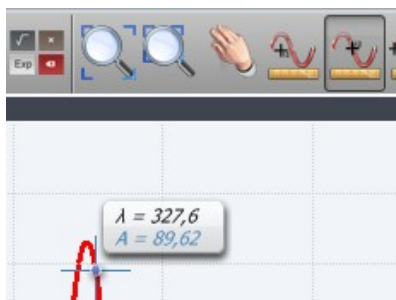 √ ×
Exp
λ = 327,6
A = 89,62